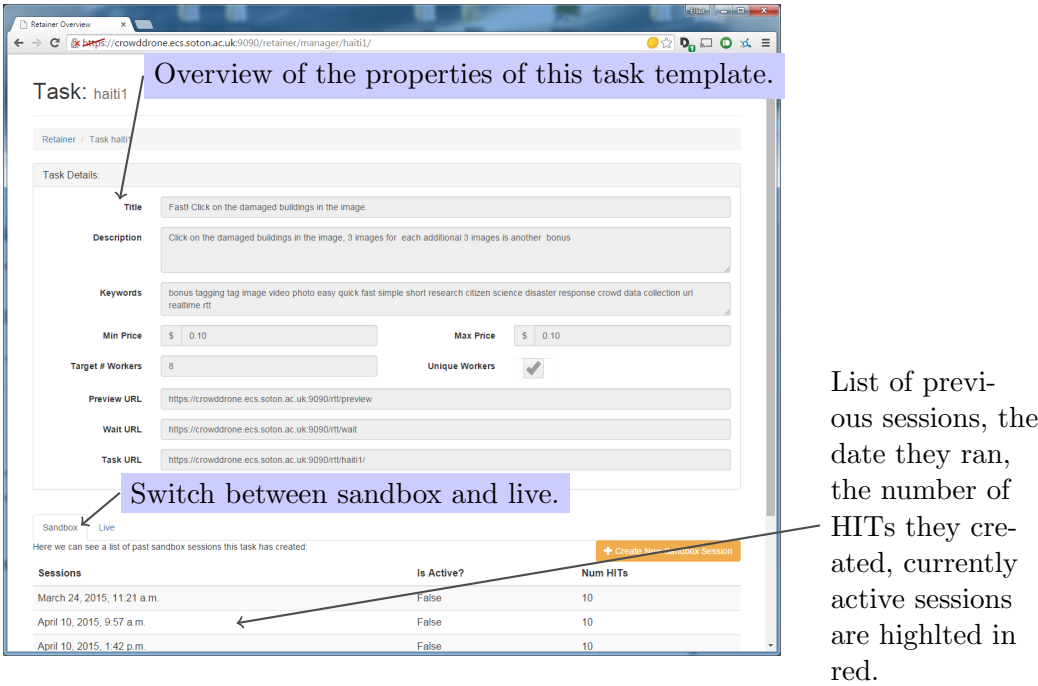 Elliot
Retainer Overview
https://crowddrone.ecs.soton.ac.uk:9090/retainer/manager/haiti1/
Overview of the properties of this task template.
Task: haiti1
Retainer / Task haiti1
Task Details:
Title Fast! Click on the damaged buildings in the image.
Description Click on the damaged buildings in the image, 3 images for each additional 3 images is another bonus
Keywords bonus tagging tag image video photo easy quick fast simple short research citizen science disaster response crowd data collection url
realtime rtt
Min Price $ 0.10 Max Price $ 0.10
Target # Workers 8 Unique Workers
Preview URL https://crowddrone.ecs.soton.ac.uk:9090/rtt/preview
Wait URL https://crowddrone.ecs.soton.ac.uk:9090/rtt/wait
Task URL https://crowddrone.ecs.soton.ac.uk:9090/rtt/haiti1/
Switch between sandbox and live.
Sandbox Live
Here we can see a list of past sandbox sessions this task has created:
Create New Sandbox Session
Sessions Is Active? Num HITs
March 24, 2015, 11:21 a.m. False 10
April 10, 2015, 9:57 a.m. False 10
April 10, 2015, 1:42 p.m. False 10
List of previ-
ous sessions, the
date they ran,
the number of
HITs they cre-
ated, currently
active sessions
are highlted in
red.